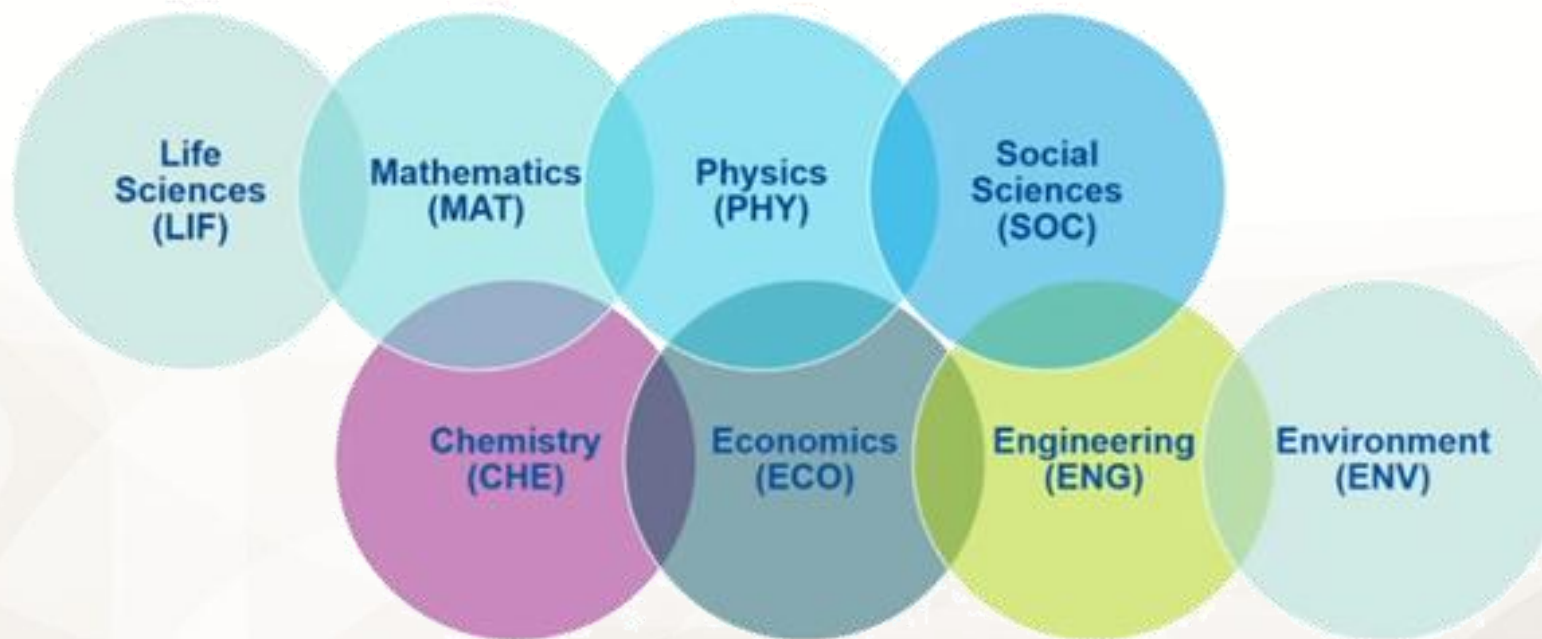 Life
Sciences
(LIF)
Mathematics
(MAT)
Physics
(PHY)
Social
Sciences
(SOC)
Chemistry
(CHE)
Economics
(ECO)
Engineering
(ENG)
Environment
(ENV)